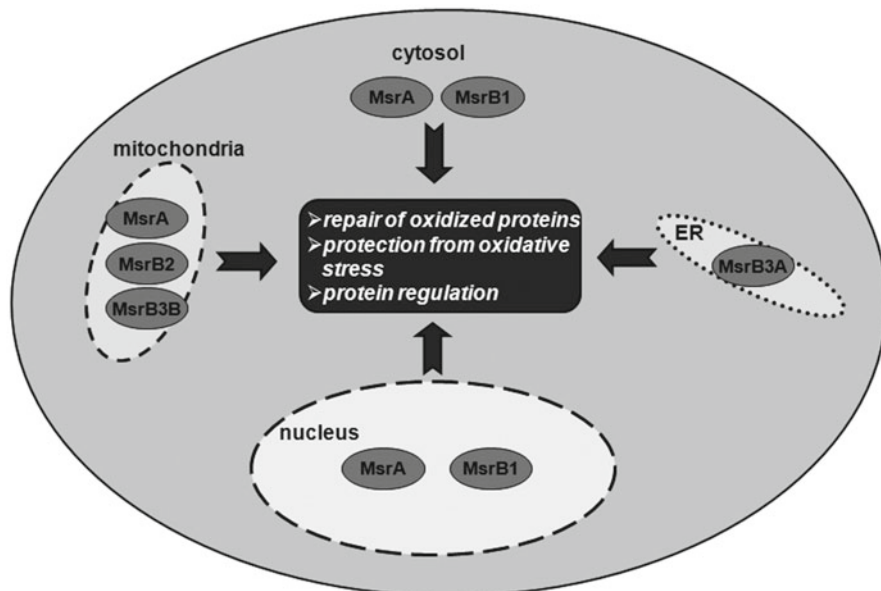 cytosol
MsrA MsrB1
mitochondria
MsrA
MsrB2
MsrB3B
➢repair of oxidized proteins
➢protection from oxidative
stress
➢protein regulation
ER
MsrB3A
nucleus
MsrA MsrB1